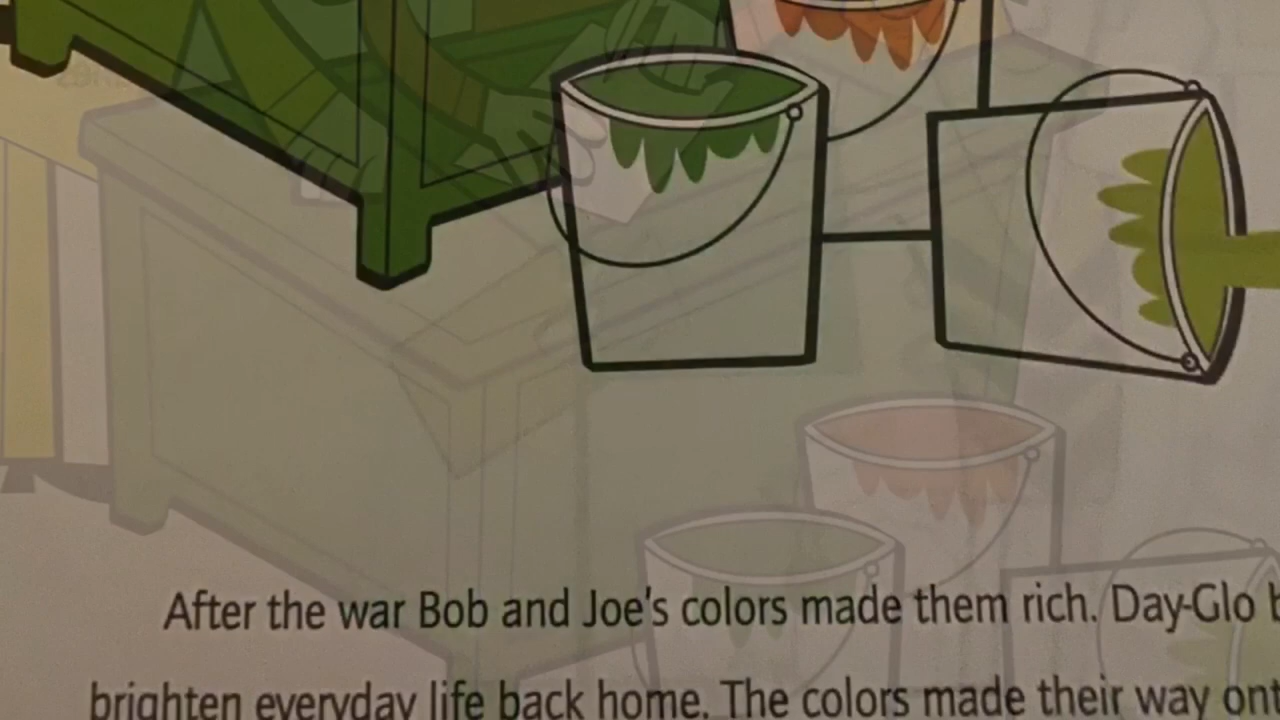 After the war Bob and Joe's colors made them rich. Day-Glo
brighten everyday life back home. The colors made their way